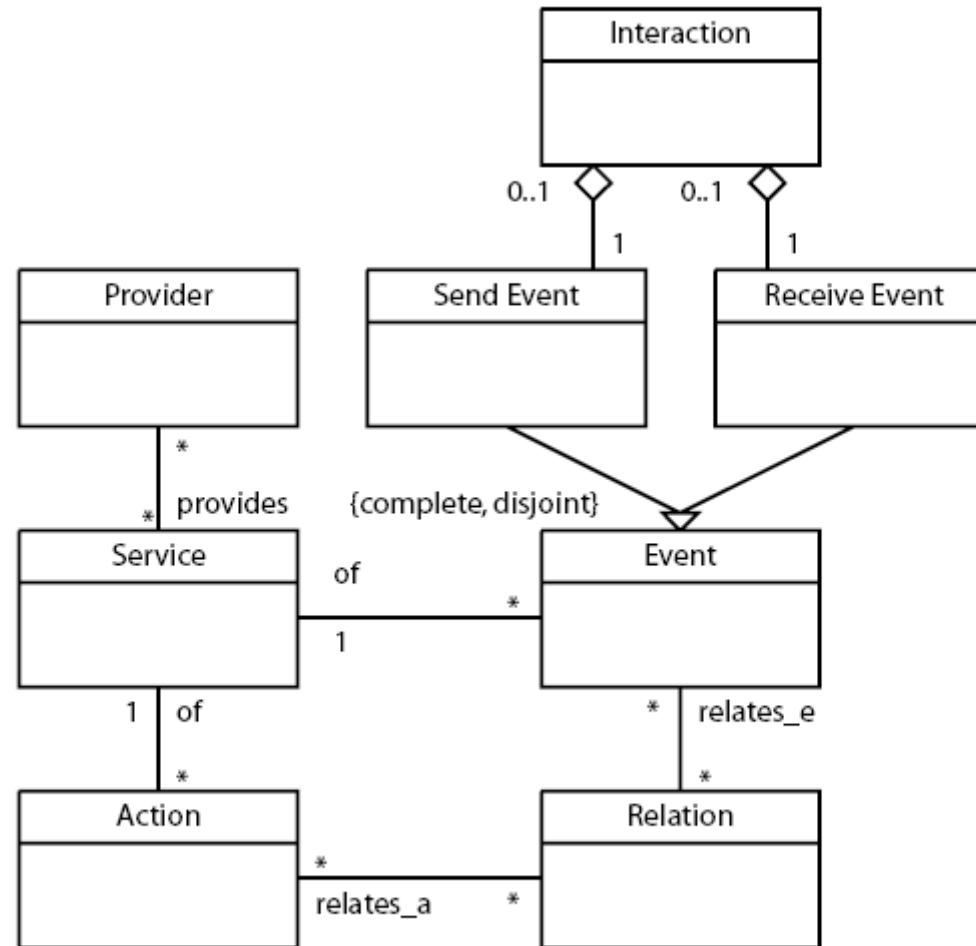 Interaction
0..1
0..1
1
1
Provider
Send Event
Receive Event
*
* provides
{complete, disjoint}
Service
Event
of
*
1
1
of
*
relates_e
*
*
Action
Relation
*
relates_a
*